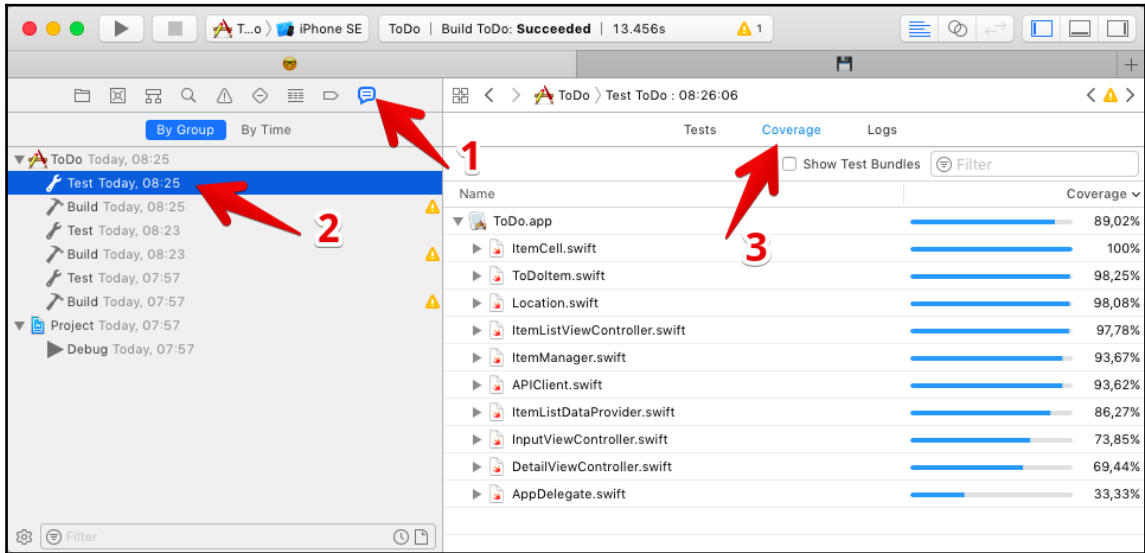 T...o 〉 iPhone SE ToDo | Build ToDo: Succeeded | 13.456s 1
+
ToDo 〉 Test ToDo : 08:26:06
By Group By Time
Tests Coverage Logs
1
ToDo Today, 08:25
Show Test Bundles Filter
Test Today, 08:25
Name Coverage
Build Today, 08:25
2
ToDo.app 89,02%
Test Today, 08:23
3
ItemCell.swift 100%
Build Today, 08:23
ToDoItem.swift 98,25%
Test Today, 07:57
Location.swift 98,08%
Build Today, 07:57
ItemListViewController.swift 97,78%
Project Today, 07:57
ItemManager.swift 93,67%
Debug Today, 07:57
APIClient.swift 93,62%
ItemListDataProvider.swift 86,27%
InputViewController.swift 73,85%
DetailViewController.swift 69,44%
AppDelegate.swift 33,33%
Filter